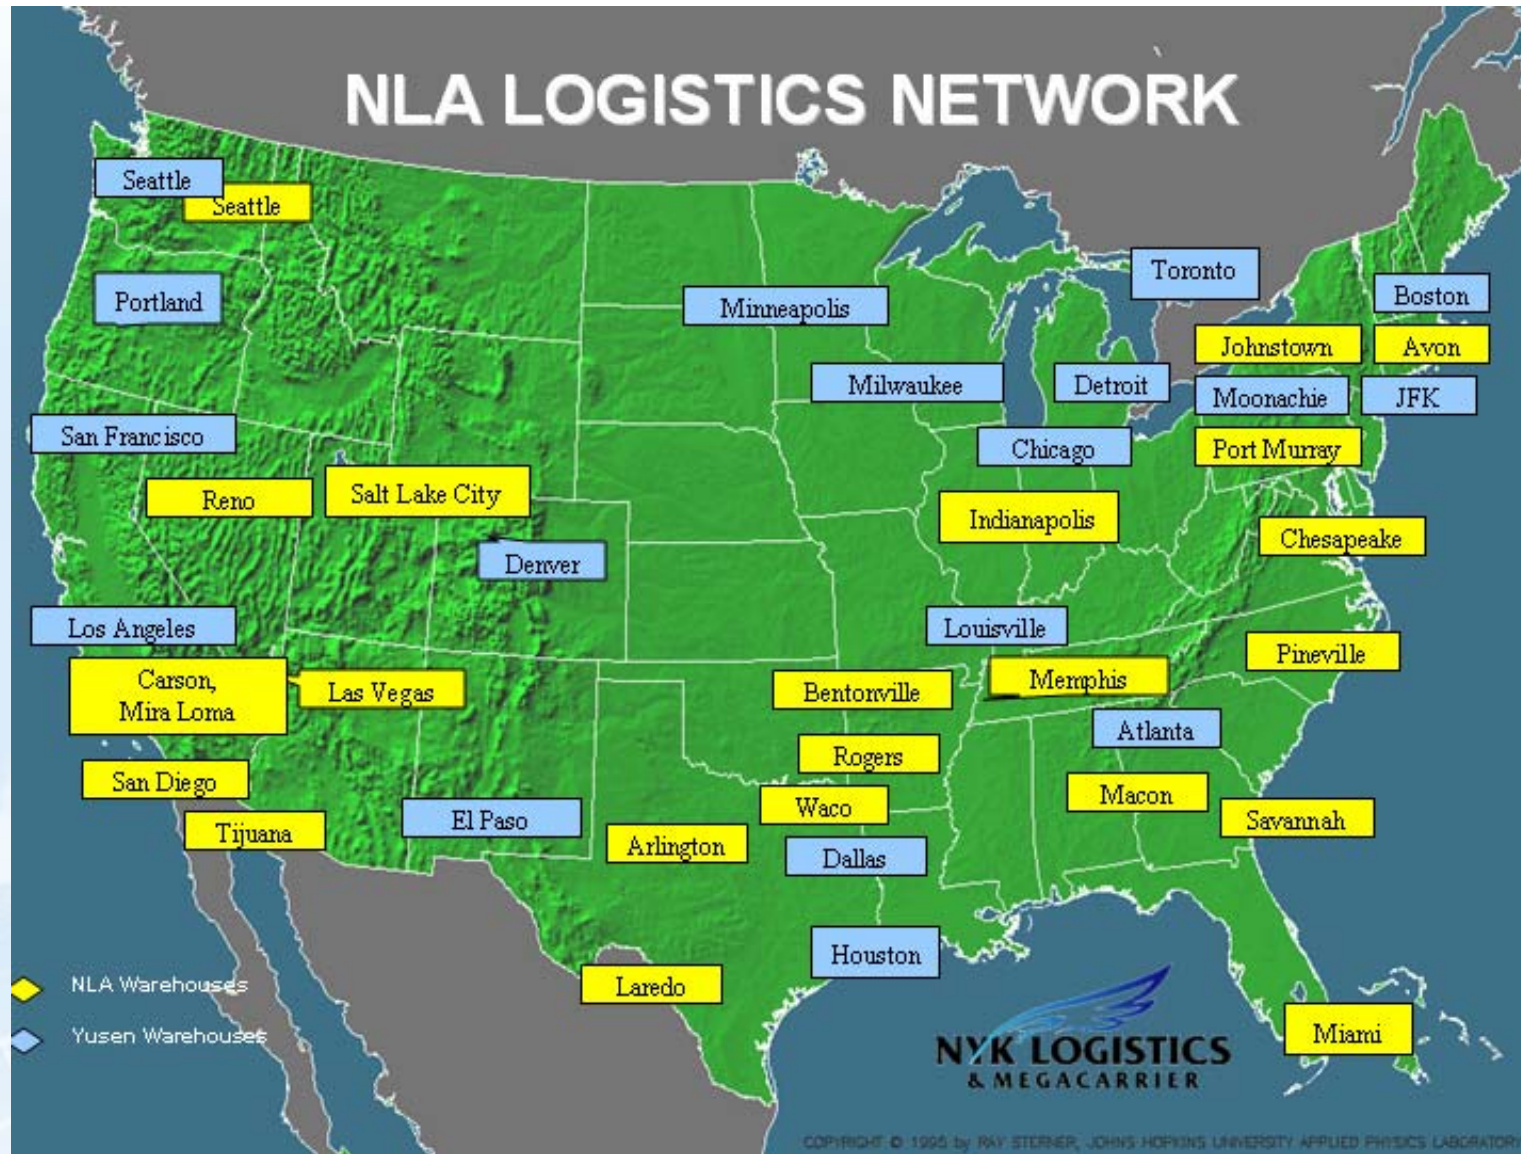 NLA LOGISTICS NETWORK
Seattle
Seattle
Toronto
Portland
Minneapolis
Boston
Johnstown
Avon
Milwaukee
Detroit
Moonachie
JFK
San Francisco
Chicago
Port Murray
Reno
Salt Lake City
Indianapolis
Chesapeake
Denver
Los Angeles
Louisville
Pineville
Carson,
Mira Loma
Las Vegas
Bentonville
Memphis
Atlanta
Rogers
San Diego
Macon
Waco
Savannah
Tijuana
El Paso
Arlington
Dallas
Houston
Laredo
NLA Warehouses
Yusen Warehouses
Miami
NYK LOGISTICS
& MEGACARRIER
COPYRIGHT © 1995 by RAY STERNER, JOHNS HOPKINS UNIVERSITY APPLIED PHYSICS LABORATORY